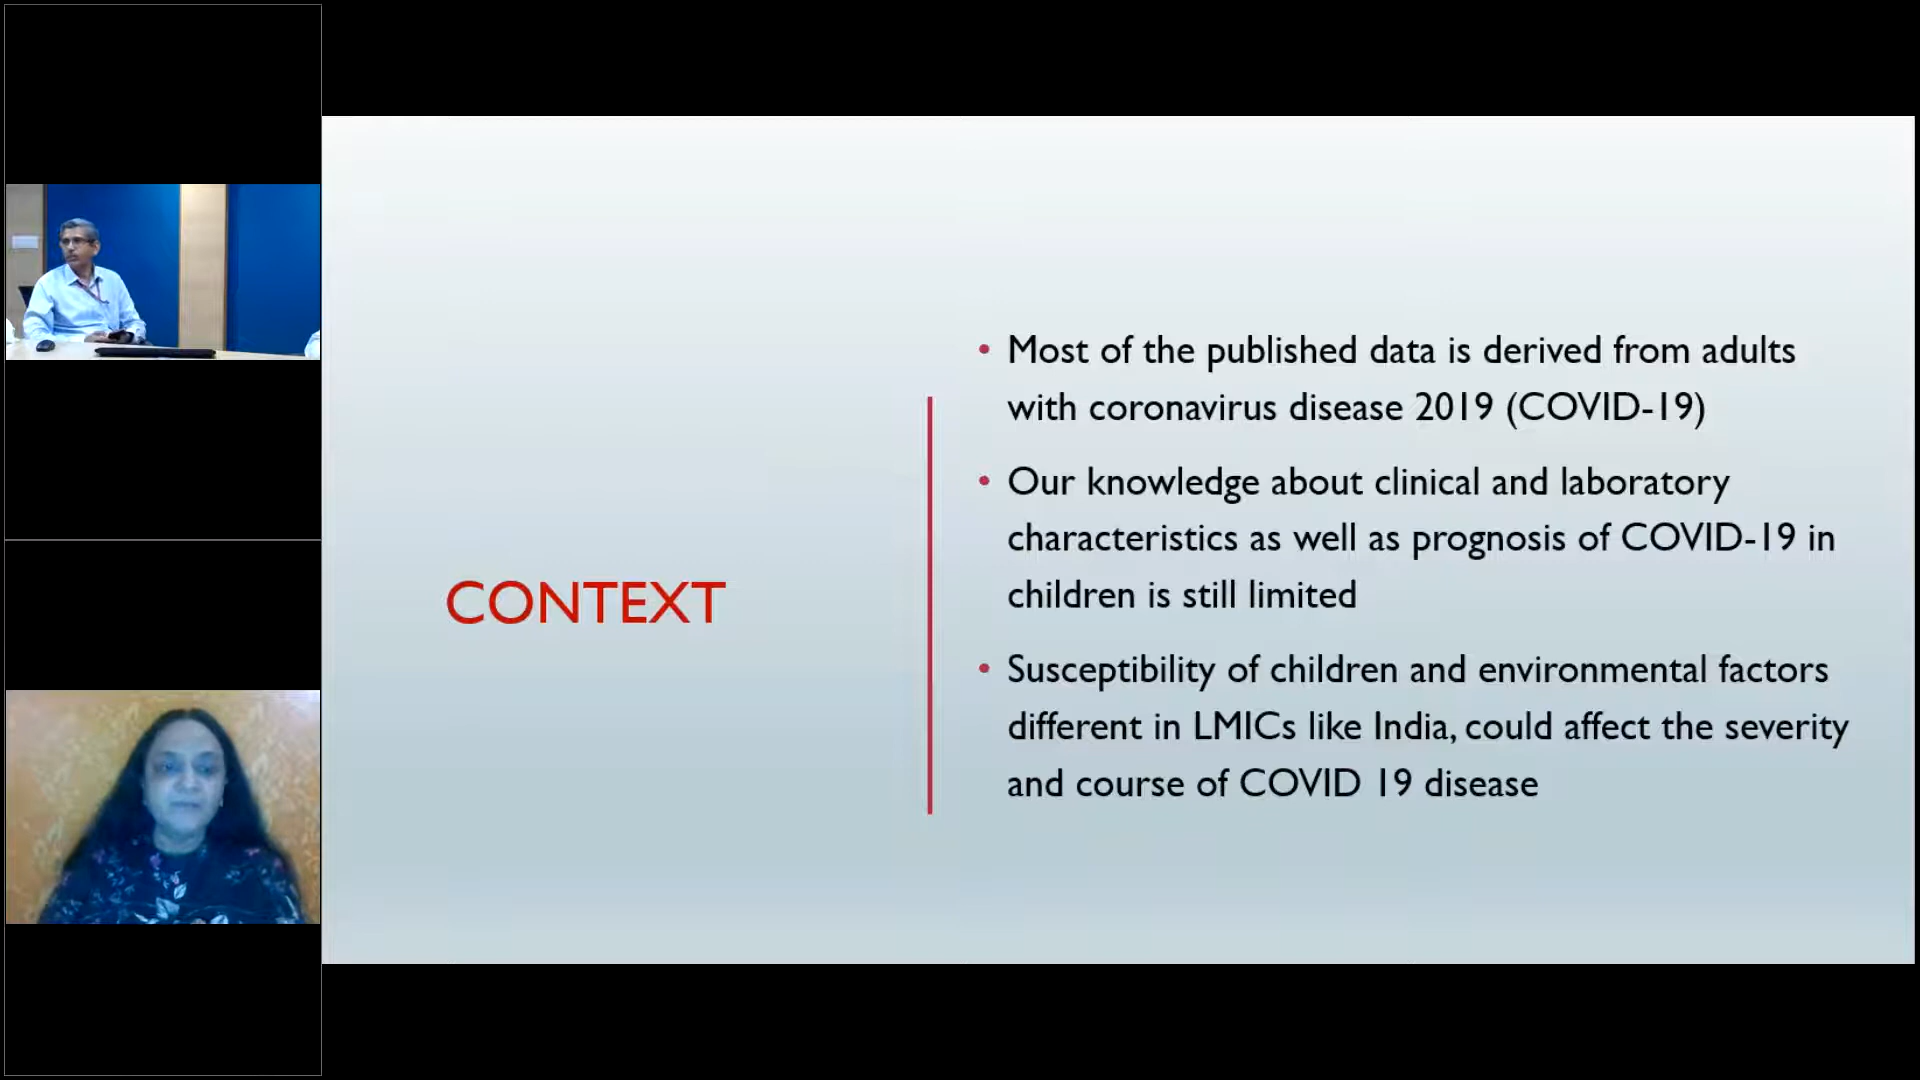 CONTEXT
• Most of the published data is derived from adults
with coronavirus disease 2019 (COVID-19)
• Our knowledge about clinical and laboratory
characteristics as well as prognosis of COVID-19 in
children is still limited
• Susceptibility of children and environmental factors
different in LMICs like India, could affect the severity
and course of COVID 19 disease